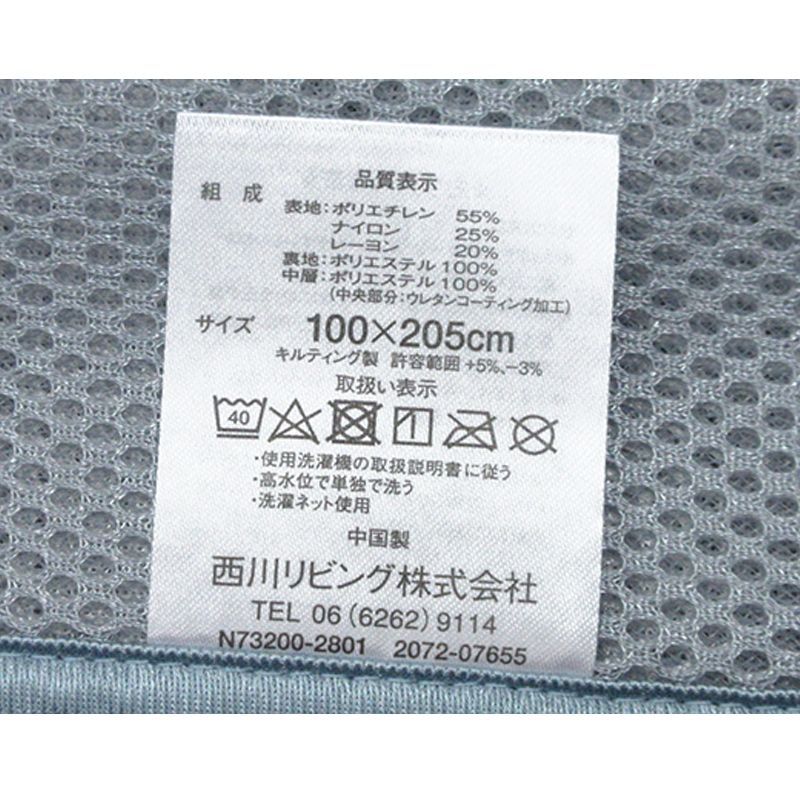 品質表示
組成 表地:ポリエチレン 55%
ナイロン 25%
レーヨン 20%
裏地:ポリエステル 100%
中層:ポリエステル 100%
(中央部分:ウレタンコーティング加工)
サイズ 100×205cm
キルティング製 許容範囲 +5%、−3%
取扱い表示
40
・使用洗濯機の取扱説明書に従う
・高水位で単独で洗う
・洗濯ネット使用
中国製
西川リビング株式会社
TEL 06(6262)9114
N73200-2801 2072-07655